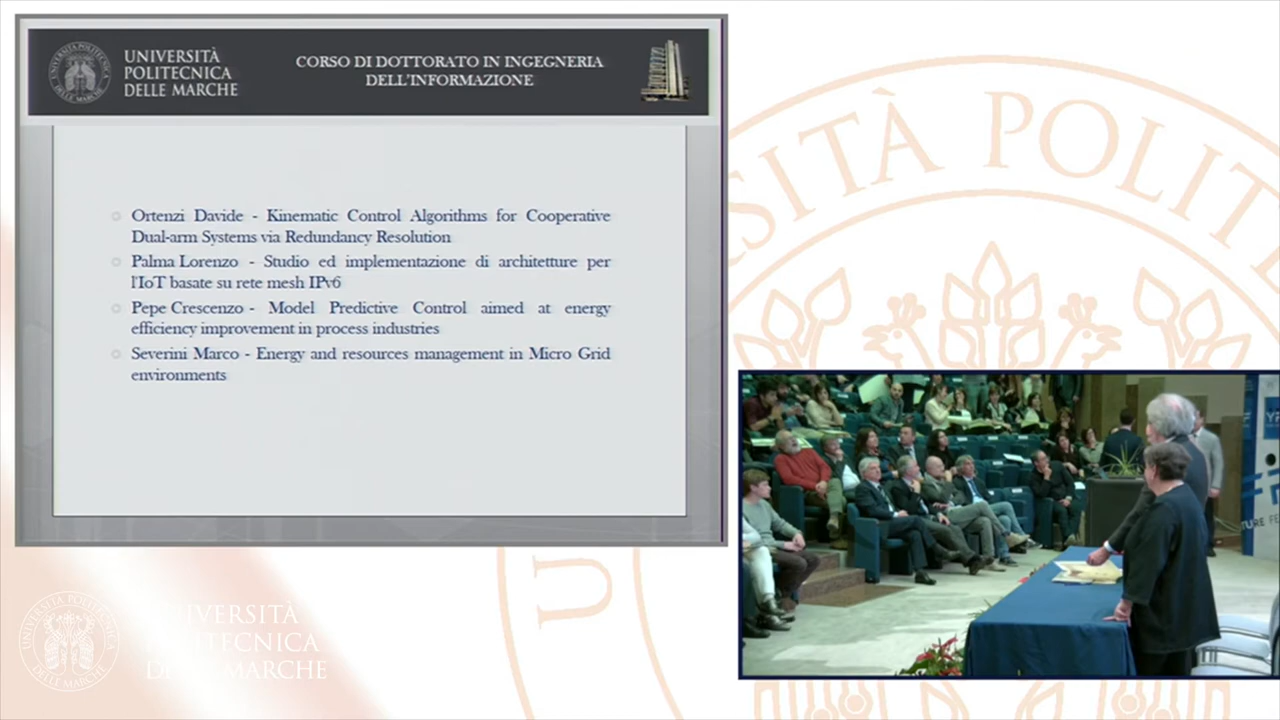 UNIVERSITÀ
POLITECNICA
DELLE MARCHE
CORSO DI DOTTORATO IN INGEGNERIA
DELL'INFORMAZIONE
Ortenzi Davide - Kinematic Control Algorithms for Cooperative
Dual-arm Systems via Redundancy Resolution
Palma Lorenzo - Studio ed implementazione di architetture per
l'IoT basate su rete mesh IPv6
Pepe Crescenzo - Model Predictive Control aimed at energy
efficiency improvement in process industries
Severini Marco - Energy and resources management in Micro Grid
environments
SITÀ POLIT
U
UNIVERSITÀ
POLITECNICA
DELLE MARCHE